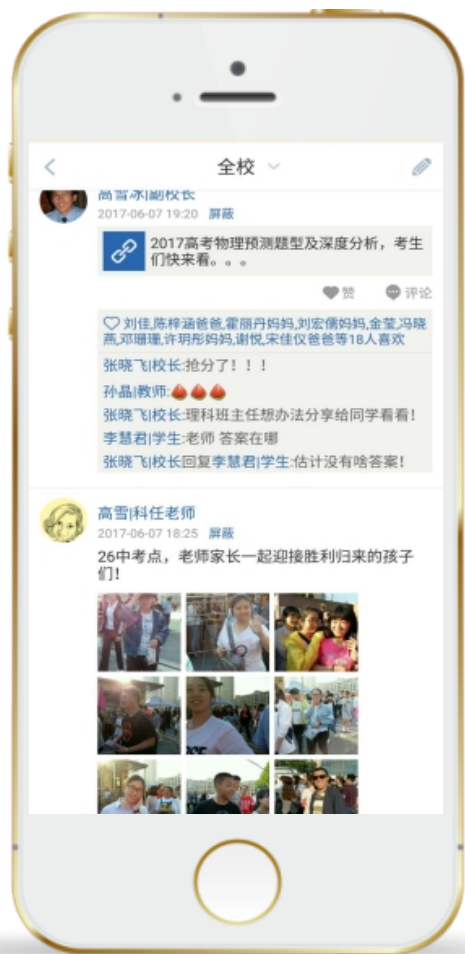 全校
高雪冰|副校长
2017-06-07 19:20 屏蔽
2017高考物理预测题型及深度分析，考生
们快来看。。。
赞 评论
刘佳,陈梓涵爸爸,霍丽丹妈妈,刘宏儒妈妈,金莹,冯晓
燕,邓珊珊,许玥彤妈妈,谢悦,宋佳仪爸爸等18人喜欢
张晓飞|校长:抢分了！！！
孙晶|教师:
张晓飞|校长:理科班主任想办法分享给同学看看!
李慧君|学生:老师 答案在哪
张晓飞|校长回复李慧君|学生:估计没有啥答案!
高雪|科任老师
2017-06-07 18:25 屏蔽
26中考点，老师家长一起迎接胜利归来的孩子
们!